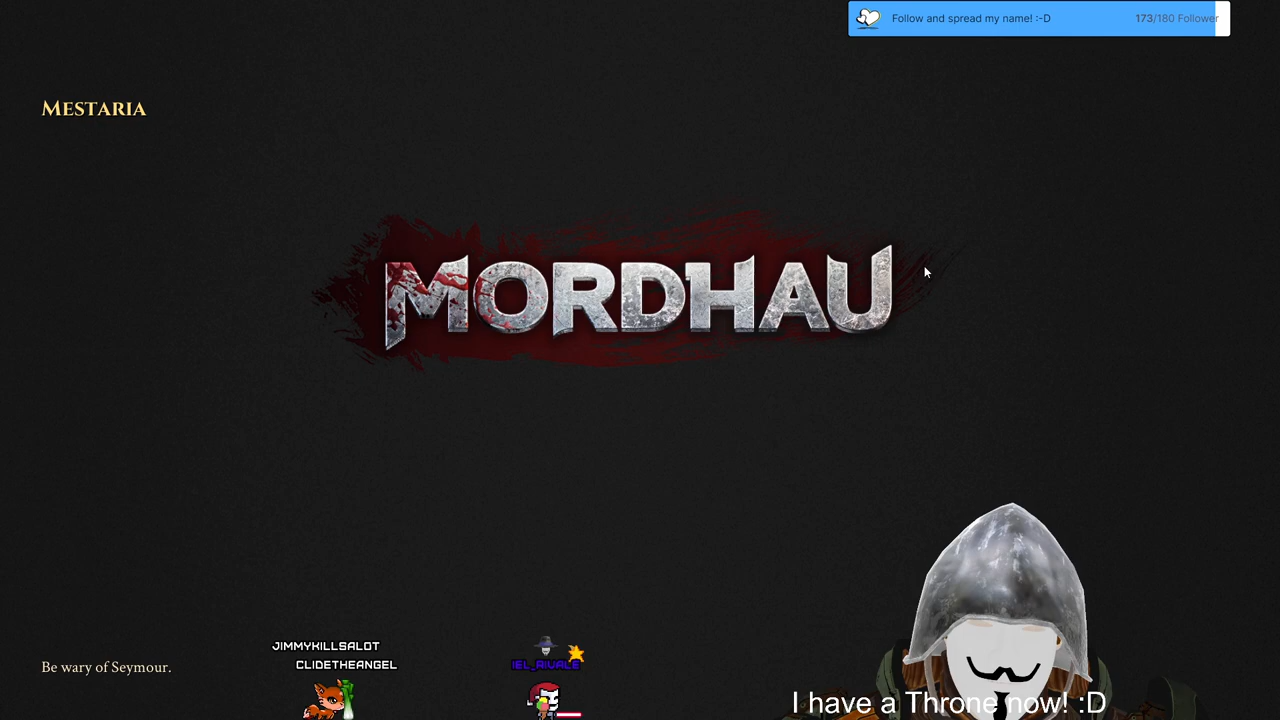 Follow and spread my name! :-D
173/180 Follower
MESTARIA
MORDHAU
JIMMYKILLSALOT
CLIDETHEANGEL
IEL_RIVALE
Be wary of Seymour.
I have a Throne now! :D